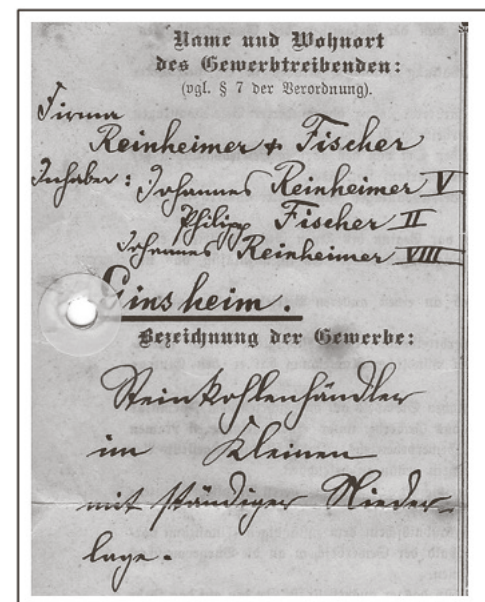 Name und Wohnort
des Gewerbtreibenden:
(vgl. § 7 der Verordnung).
Firma
Reinheimer & Fischer
Inhaber: Johannes Reinheimer V
Philipp Fischer II
Johannes Reinheimer VIII
Ginsheim.
Bezeichnung der Gewerbe:
Steinkohlenhändler
im Kleinen
mit ständiger Nieder-
lage.